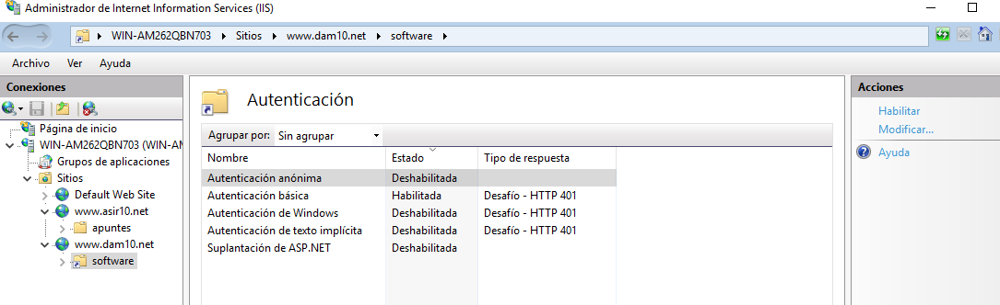 Administrador de Internet Information Services (IIS)
WIN-AM262QBN703 Sitios www.dam10.net software
Archivo Ver Ayuda
Conexiones
Página de inicio
WIN-AM262QBN703 (WIN-AM
Grupos de aplicaciones
Sitios
Default Web Site
www.asir10.net
apuntes
www.dam10.net
software
Autenticación
Agrupar por: Sin agrupar
Nombre Estado Tipo de respuesta
Autenticación anónima Deshabilitada
Autenticación básica Habilitada Desafío - HTTP 401
Autenticación de Windows Deshabilitada Desafío - HTTP 401
Autenticación de texto implícita Deshabilitada Desafío - HTTP 401
Suplantación de ASP.NET Deshabilitada
Acciones
Habilitar
Modificar...
Ayuda